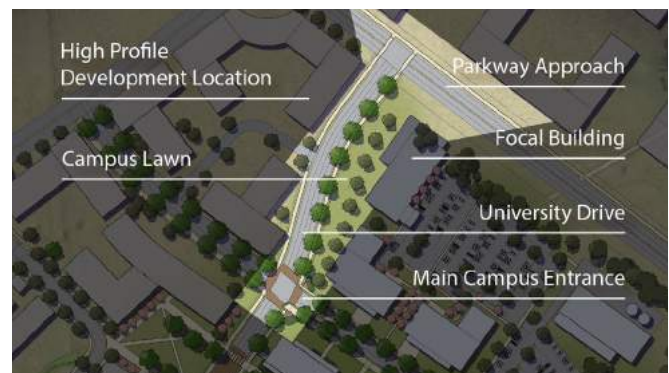 High Profile
Development Location
Campus Lawn
Parkway Approach
Focal Building
University Drive
Main Campus Entrance